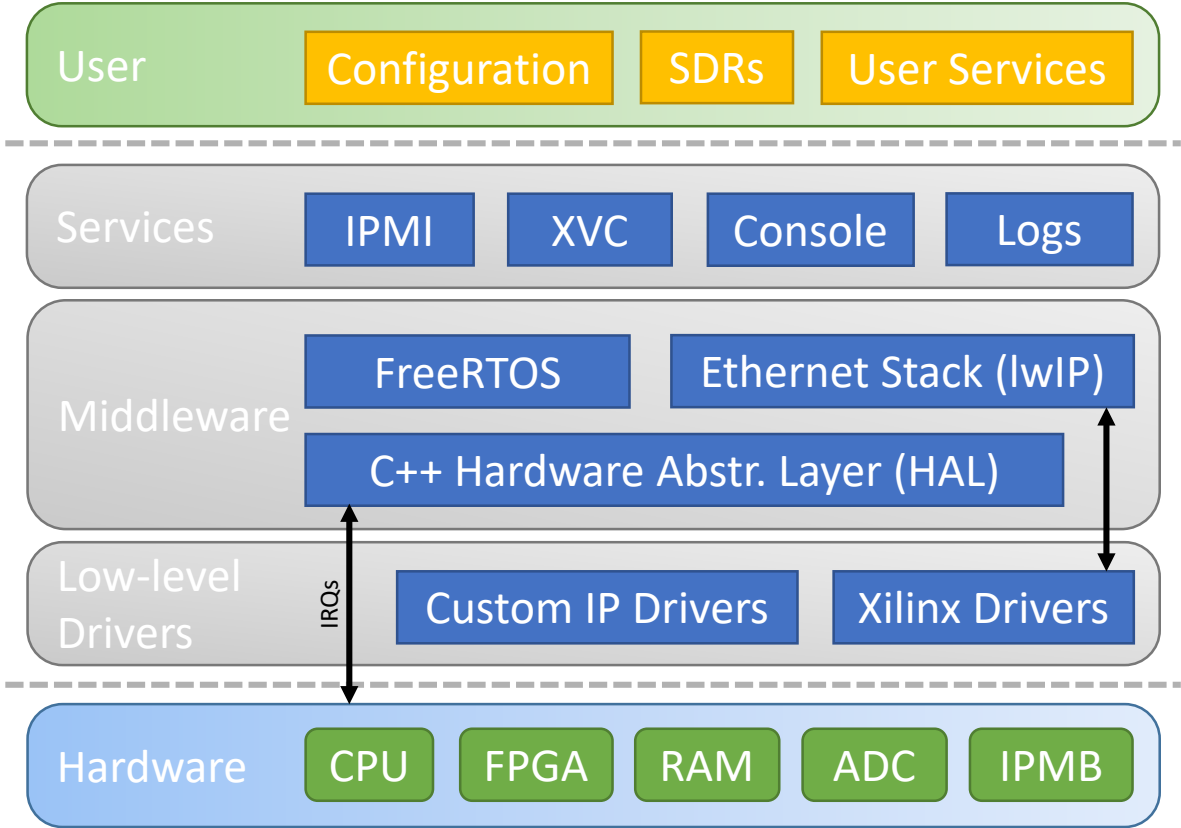 User
Configuration
SDRs
User Services
Services
IPMI
XVC
Console
Logs
Middleware
FreeRTOS
Ethernet Stack (lwIP)
C++ Hardware Abstr. Layer (HAL)
IRQs
Low-level
Drivers
Custom IP Drivers
Xilinx Drivers
Hardware
CPU
FPGA
RAM
ADC
IPMB